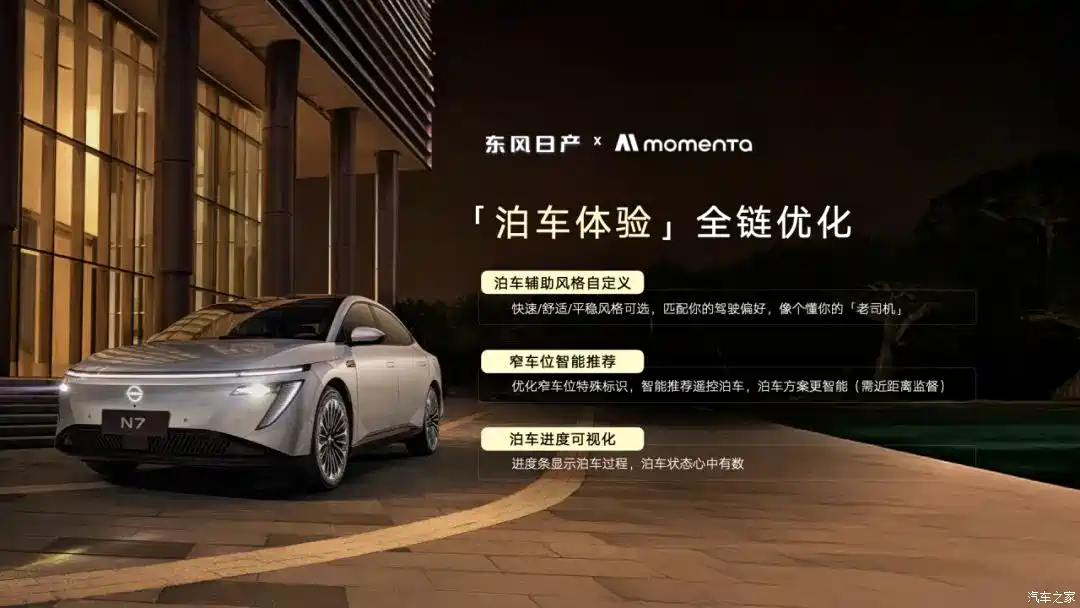 东风日产 × momenta
「泊车体验」全链优化
泊车辅助风格自定义
快速/舒适/平稳风格可选，匹配你的驾驶偏好，像个懂你的「老司机」
窄车位智能推荐
优化窄车位特殊标识，智能推荐遥控泊车，泊车方案更智能（需近距离监督）
泊车进度可视化
进度条显示泊车过程，泊车状态心中有数
N7
汽车之家